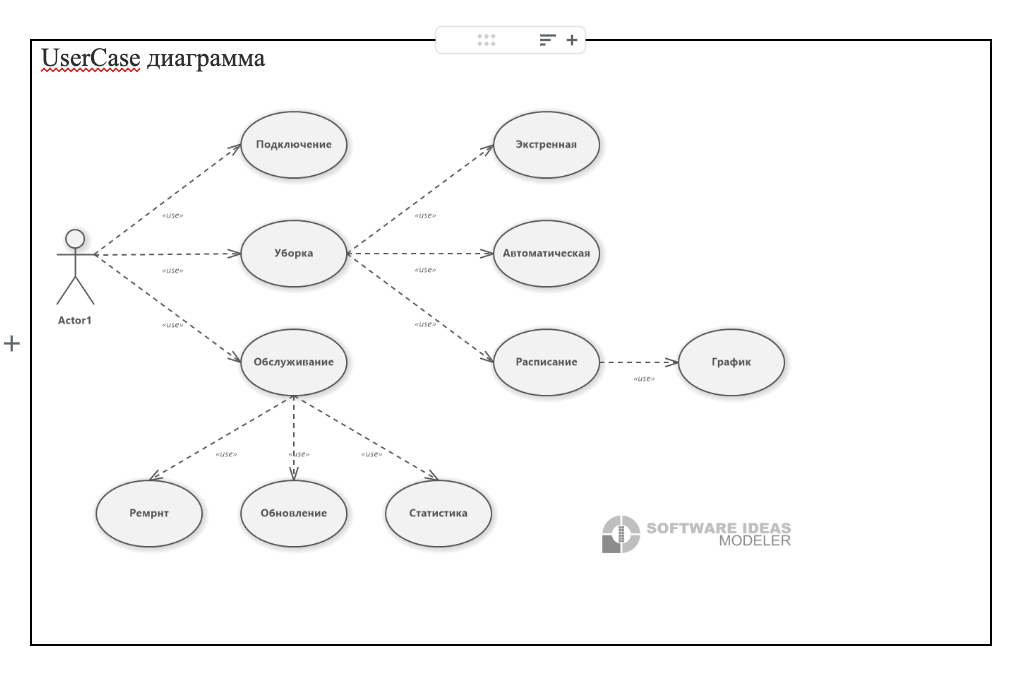 UserCase диаграмма
Подключение
Экстренная
«use»
«use»
Уборка
Автоматическая
«use»
«use»
Actor1
«use»
«use»
Обслуживание
Расписание
График
«use»
«use»
«use»
«use»
Ремрнт
Обновление
Статистика
SOFTWARE IDEAS
MODELER